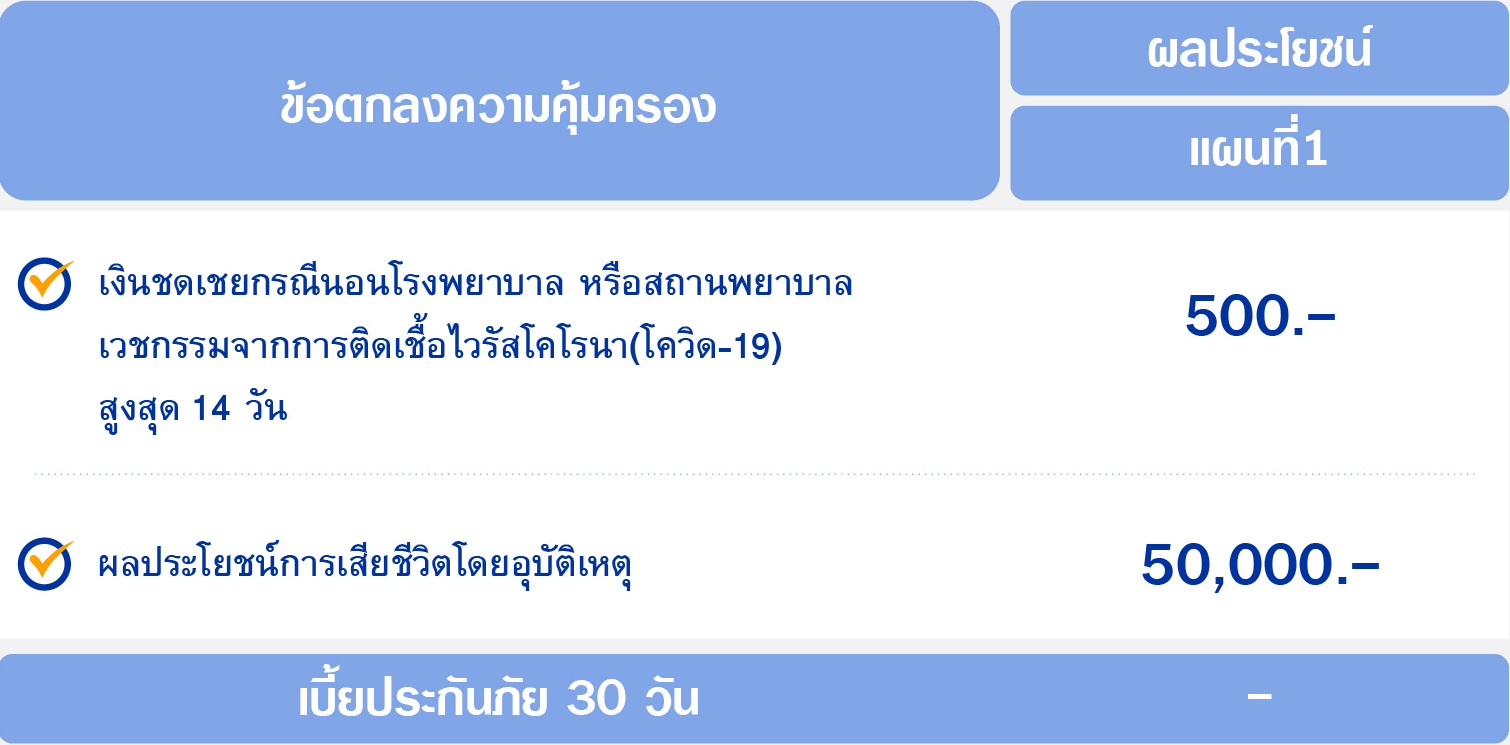 ข้อตกลงความคุ้มครอง
ผลประโยชน์
แผนที่1
เงินชดเชยกรณีนอนโรงพยาบาล หรือสถานพยาบาล
เวชกรรมจากการติดเชื้อไวรัสโคโรนา(โควิด-19)
สูงสุด 14 วัน
500.-
ผลประโยชน์การเสียชีวิตโดยอุบัติเหตุ
50,000.-
เบี้ยประกันภัย 30 วัน
-